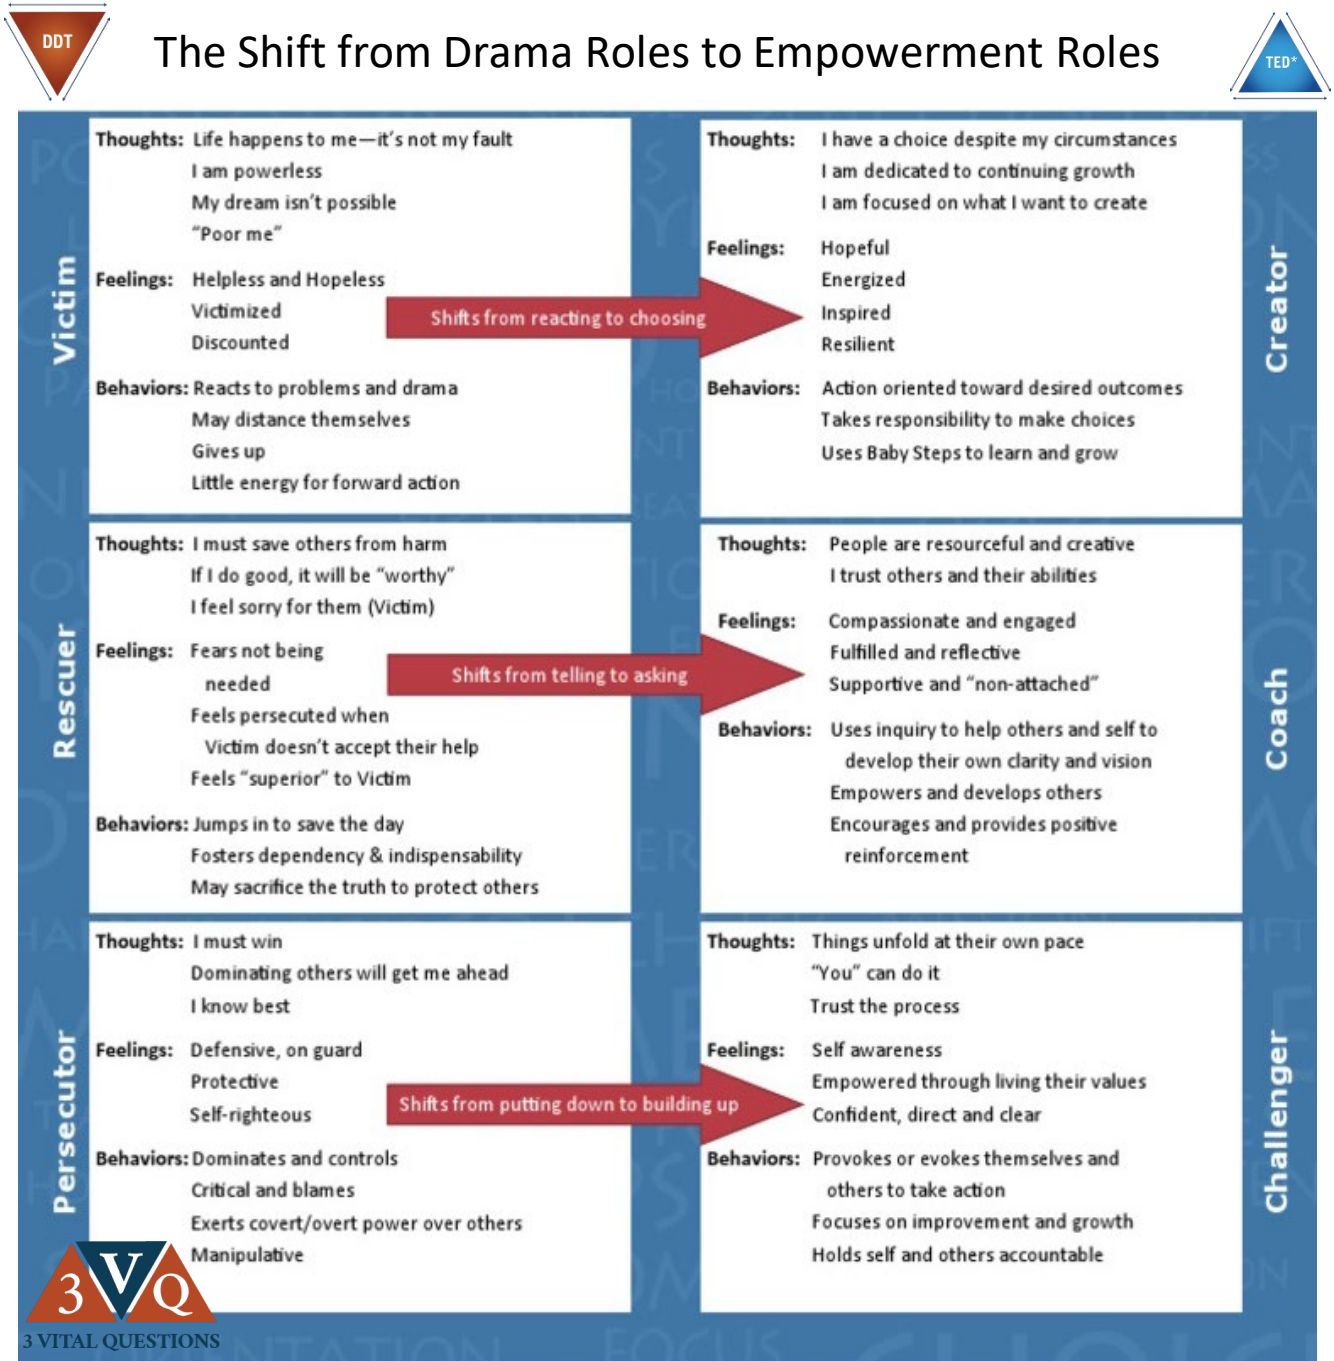 DDT
The Shift from Drama Roles to Empowerment Roles
TED*
Victim
Thoughts: Life happens to me—it's not my fault
I am powerless
My dream isn't possible
"Poor me"
Feelings: Helpless and Hopeless
Victimized
Discounted
Behaviors: Reacts to problems and drama
May distance themselves
Gives up
Little energy for forward action
Shifts from reacting to choosing
Thoughts: I have a choice despite my circumstances
I am dedicated to continuing growth
I am focused on what I want to create
Feelings: Hopeful
Energized
Inspired
Resilient
Behaviors: Action oriented toward desired outcomes
Takes responsibility to make choices
Uses Baby Steps to learn and grow
Creator
Rescuer
Thoughts: I must save others from harm
If I do good, it will be "worthy"
I feel sorry for them (Victim)
Feelings: Fears not being
needed
Feels persecuted when
Victim doesn't accept their help
Feels "superior" to Victim
Behaviors: Jumps in to save the day
Fosters dependency & indispensability
May sacrifice the truth to protect others
Shifts from telling to asking
Thoughts: People are resourceful and creative
I trust others and their abilities
Feelings: Compassionate and engaged
Fulfilled and reflective
Supportive and "non-attached"
Behaviors: Uses inquiry to help others and self to
develop their own clarity and vision
Empowers and develops others
Encourages and provides positive
reinforcement
Coach
Persecutor
Thoughts: I must win
Dominating others will get me ahead
I know best
Feelings: Defensive, on guard
Protective
Self-righteous
Behaviors: Dominates and controls
Critical and blames
Exerts covert/overt power over others
Manipulative
Shifts from putting down to building up
Thoughts: Things unfold at their own pace
"You" can do it
Trust the process
Feelings: Self awareness
Empowered through living their values
Confident, direct and clear
Behaviors: Provokes or evokes themselves and
others to take action
Focuses on improvement and growth
Holds self and others accountable
Challenger
3VQ
3 VITAL QUESTIONS
ORIENTATION
FOCUS